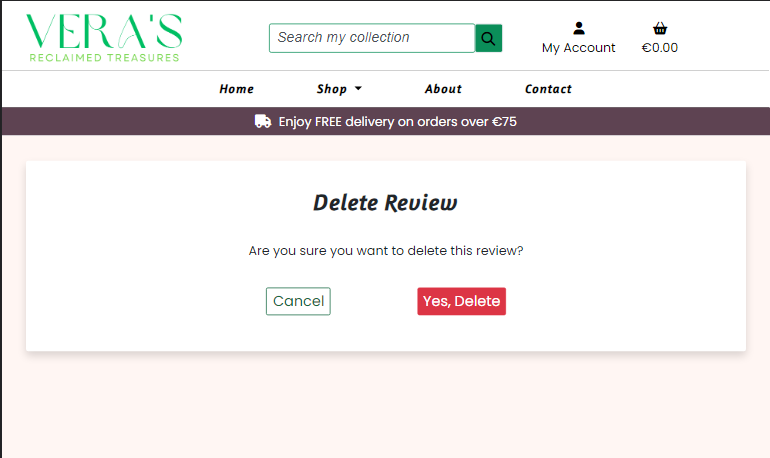 VERA'S
RECLAIMED TREASURES
Search my collection
My Account
€0.00
Home
Shop
About
Contact
Enjoy FREE delivery on orders over €75
Delete Review
Are you sure you want to delete this review?
Cancel
Yes, Delete